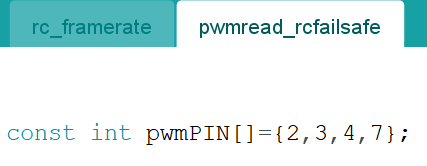 rc_framerate pwmread_rcfailsafe
const int pwmPIN[]={2,3,4,7};